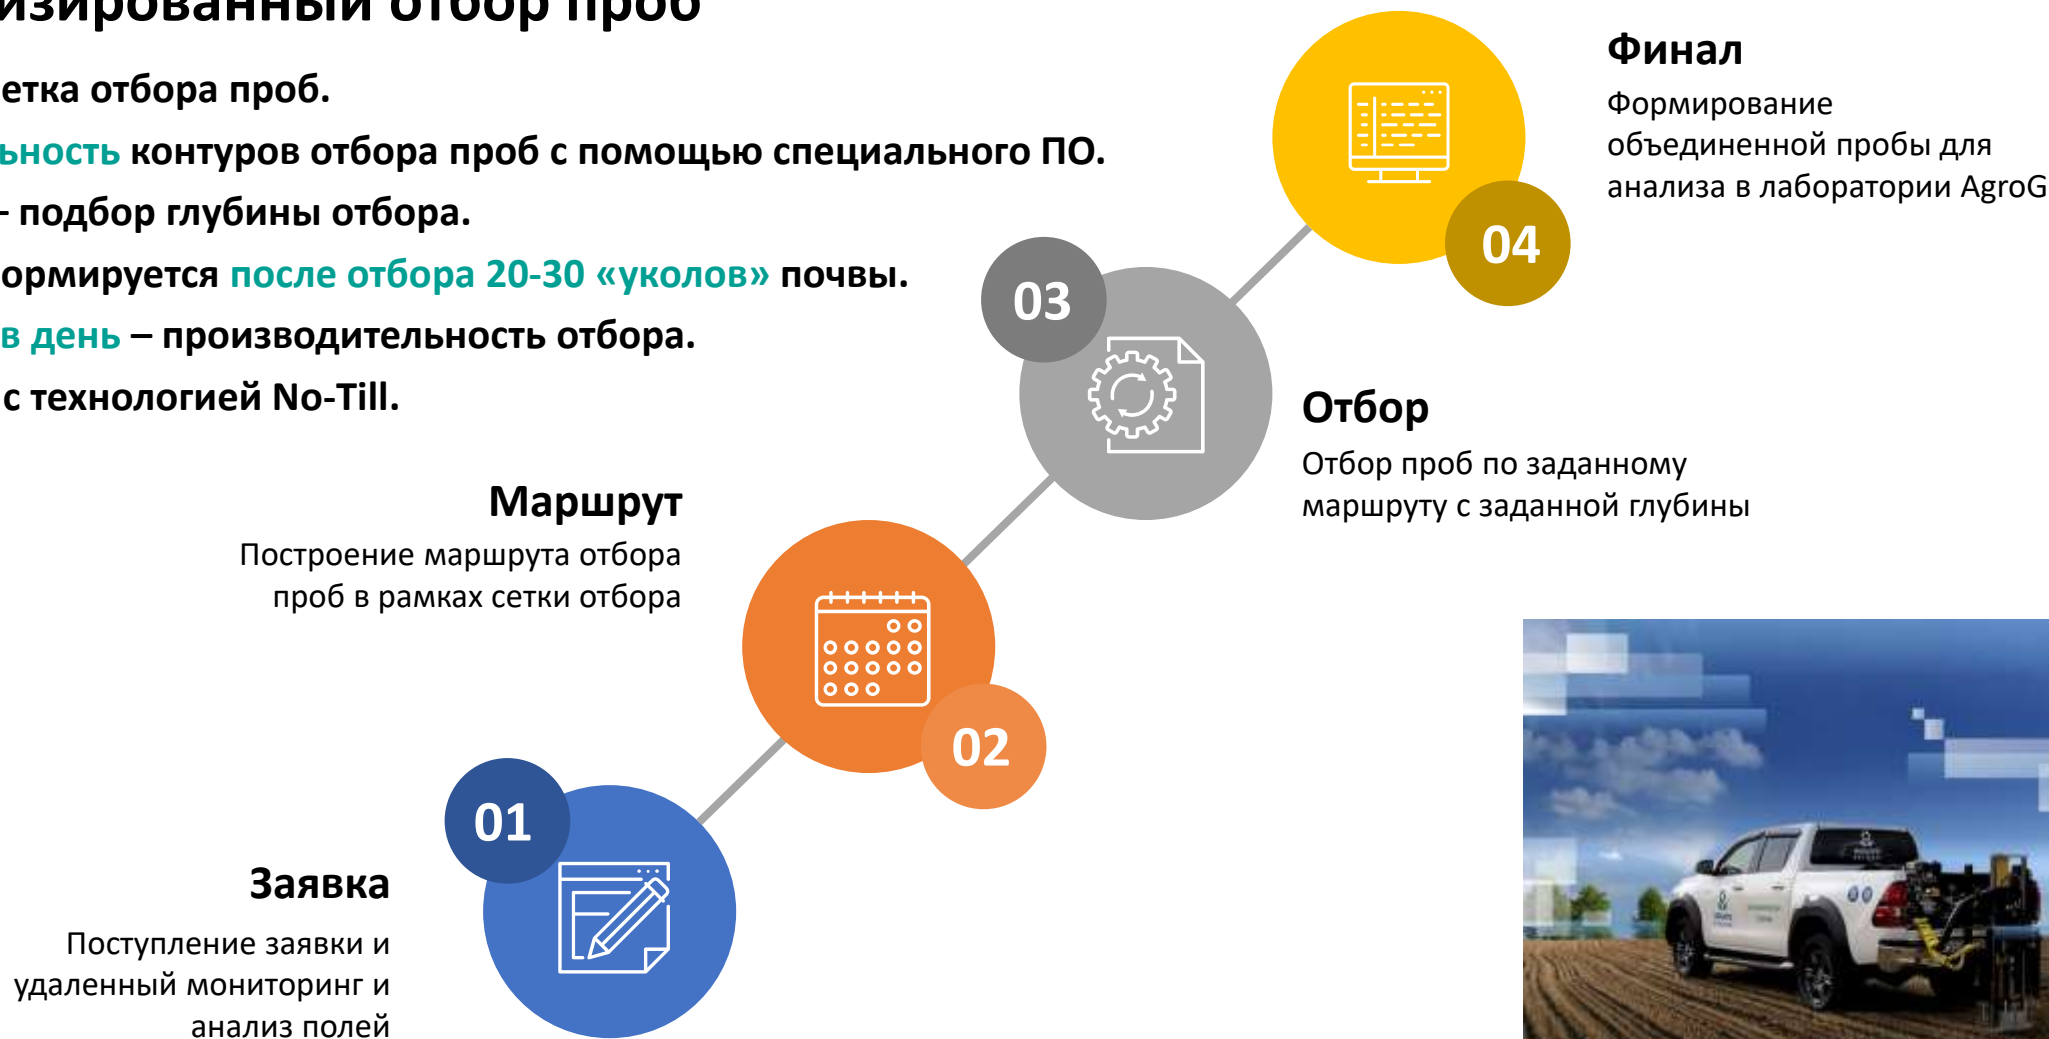 изированный отбор проб
етка отбора проб.
ьность контуров отбора проб с помощью специального ПО.
– подбор глубины отбора.
ормируется после отбора 20-30 «уколов» почвы.
в день – производительность отбора.
с технологией No-Till.
Финал
Формирование
объединенной пробы для
анализа в лаборатории AgroG
04
03
Отбор
Отбор проб по заданному
маршруту с заданной глубины
Маршрут
Построение маршрута отбора
проб в рамках сетки отбора
02
01
Заявка
Поступление заявки и
удаленный мониторинг и
анализ полей